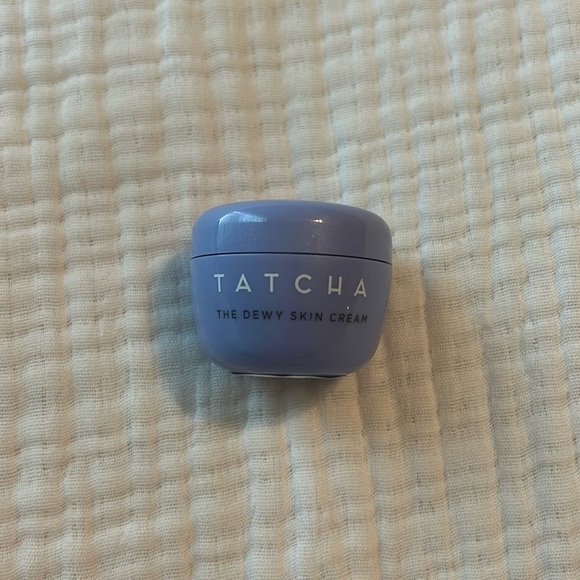 TATCHA
THE DEWY SKIN CREAM